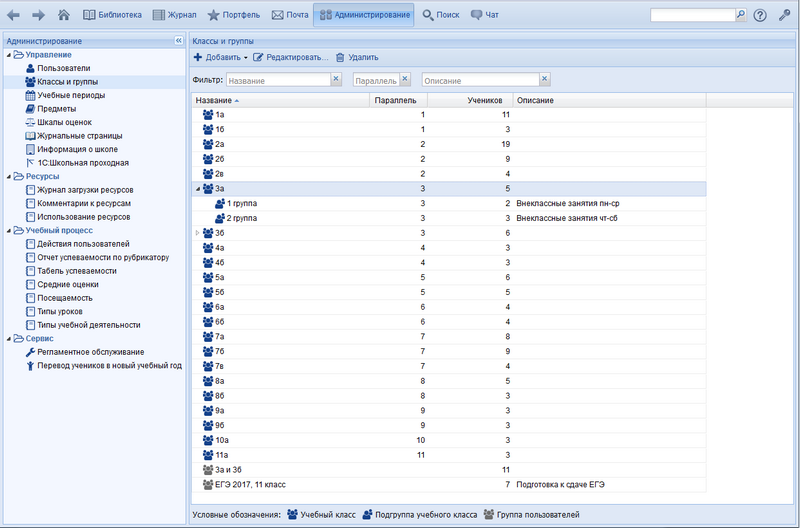 Библиотека Журнал Портфель Почта Администрирование Поиск Чат
Администрирование
Управление
Пользователи
Классы и группы
Учебные периоды
Предметы
Шкалы оценок
Журнальные страницы
Информация о школе
1С:Школьная проходная
Ресурсы
Журнал загрузки ресурсов
Комментарии к ресурсам
Использование ресурсов
Учебный процесс
Действия пользователей
Отчет успеваемости по рубрикатору
Табель успеваемости
Средние оценки
Посещаемость
Типы уроков
Типы учебной деятельности
Сервис
Регламентное обслуживание
Перевод учеников в новый учебный год
Классы и группы
Добавить Редактировать... Удалить
Фильтр: Название Параллель Описание
Название Параллель Учеников Описание
1а 1 11
1б 1 3
2а 2 19
2б 2 9
2в 2 4
3а 3 5
1 группа 3 2 Внеклассные занятия пн-ср
2 группа 3 3 Внеклассные занятия чт-сб
3б 3 6
4а 4 3
4б 4 3
5а 5 6
5б 5 5
6а 6 4
6б 6 4
7а 7 8
7б 7 9
7в 7 4
8а 8 5
8б 8 3
9а 9 3
9б 9 3
10а 10 3
11а 11 3
3а и 3б 11
ЕГЭ 2017, 11 класс 7 Подготовка к сдаче ЕГЭ
Условные обозначения: Учебный класс Подгруппа учебного класса Группа пользователей